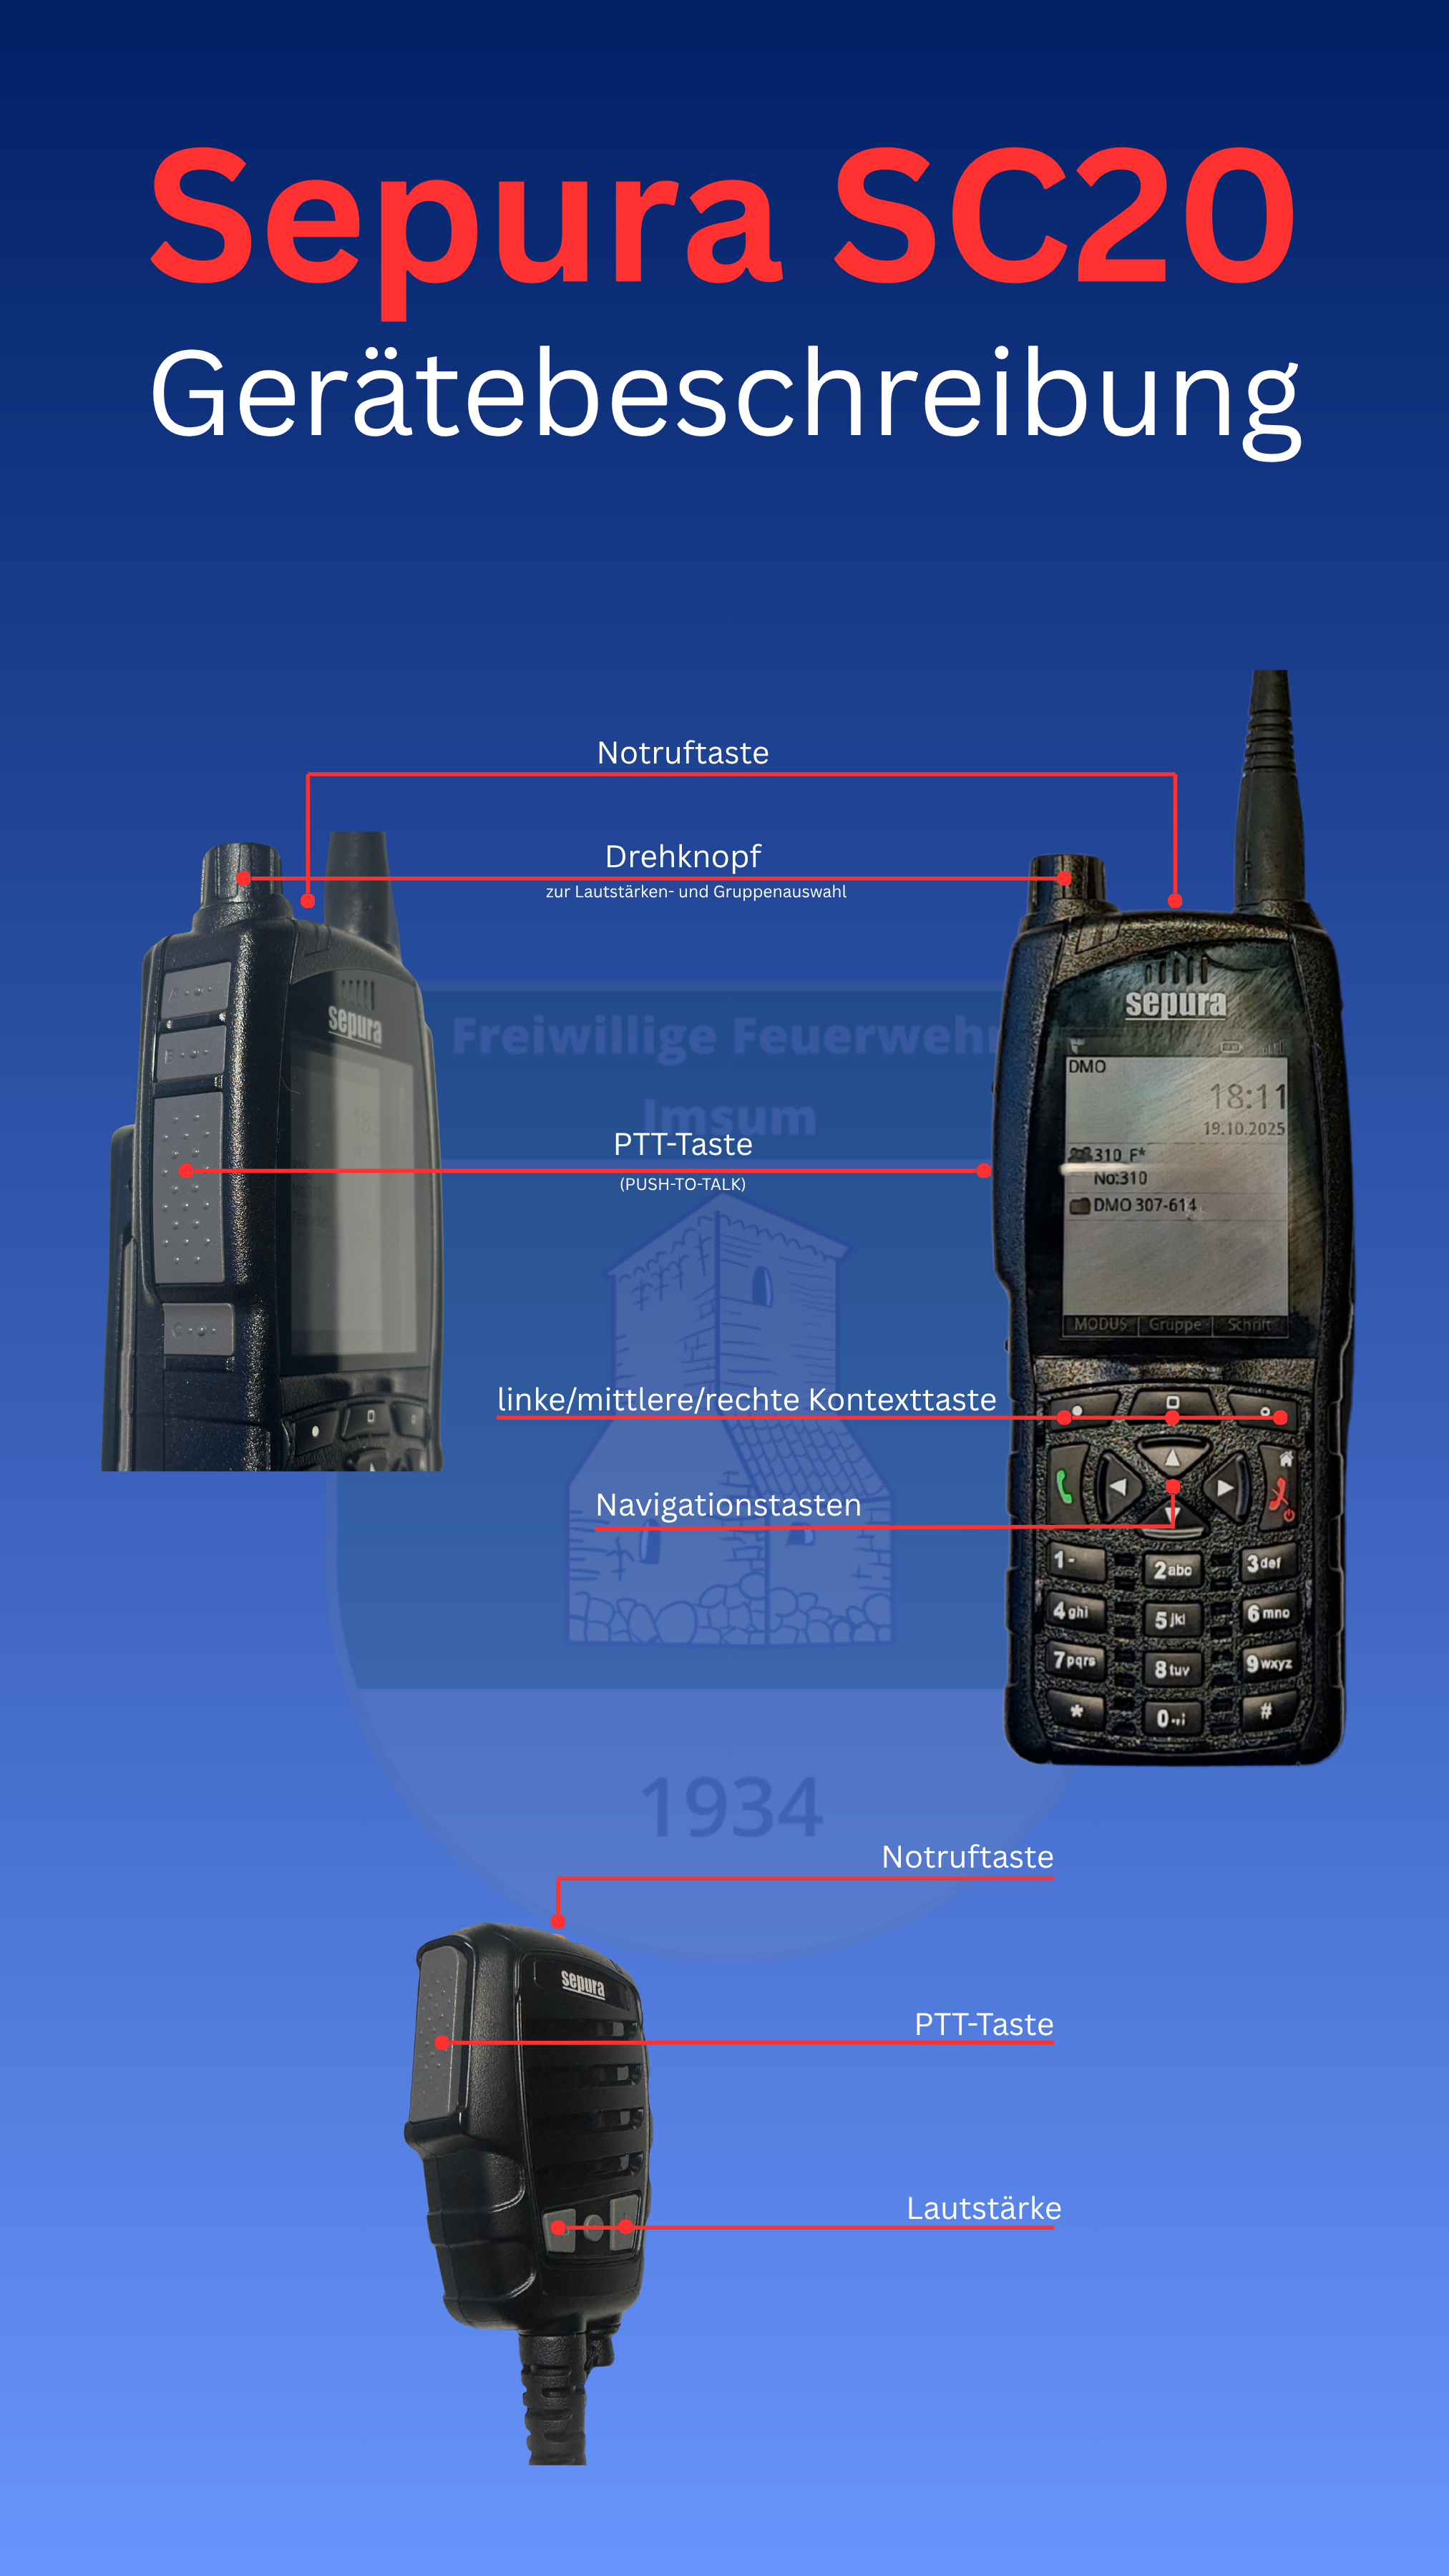 Sepura SC20
Gerätebeschreibung
Notruftaste
Drehknopf
zur Lautstärken- und Gruppenauswahl
sepura
sepura
Freiwillige Feuerwehr
Imsum
DMO
18:11
19.10.2025
310_F*
No:310
DMO 307-614
MODUS Gruppe Schrift
PTT-Taste
(PUSH-TO-TALK)
linke/mittlere/rechte Kontexttaste
Navigationstasten
1 2abc 3def
4ghi 5jkl 6mno
7pqrs 8tuv 9wxyz
* 0 #
1934
Notruftaste
sepura
PTT-Taste
Lautstärke